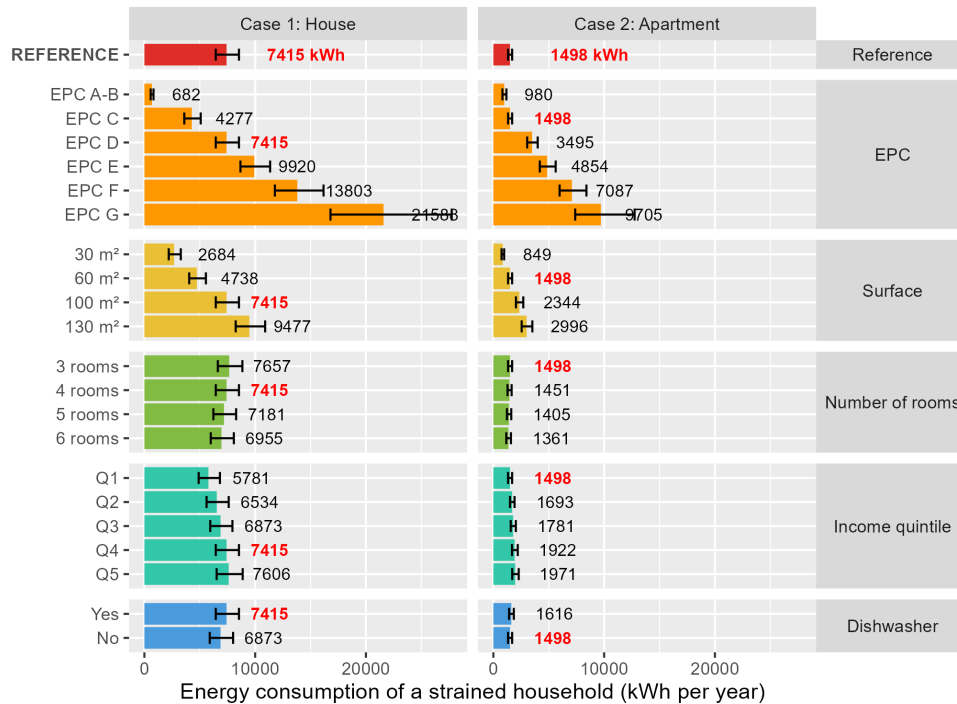 Case 1: House Case 2: Apartment
REFERENCE 7415 kWh 1498 kWh Reference
EPC A-B 682 980
EPC C 4277 1498
EPC D 7415 3495
EPC E 9920 4854
EPC F 13803 7087
EPC G 21588 9705
EPC
30 m² 2684 849
60 m² 4738 1498
100 m² 7415 2344
130 m² 9477 2996
Surface
3 rooms 7657 1498
4 rooms 7415 1451
5 rooms 7181 1405
6 rooms 6955 1361
Number of rooms
Q1 5781 1498
Q2 6534 1693
Q3 6873 1781
Q4 7415 1922
Q5 7606 1971
Income quintile
Yes 7415 1616
No 6873 1498
Dishwasher
0 10000 20000 0 10000 20000
Energy consumption of a strained household (kWh per year)